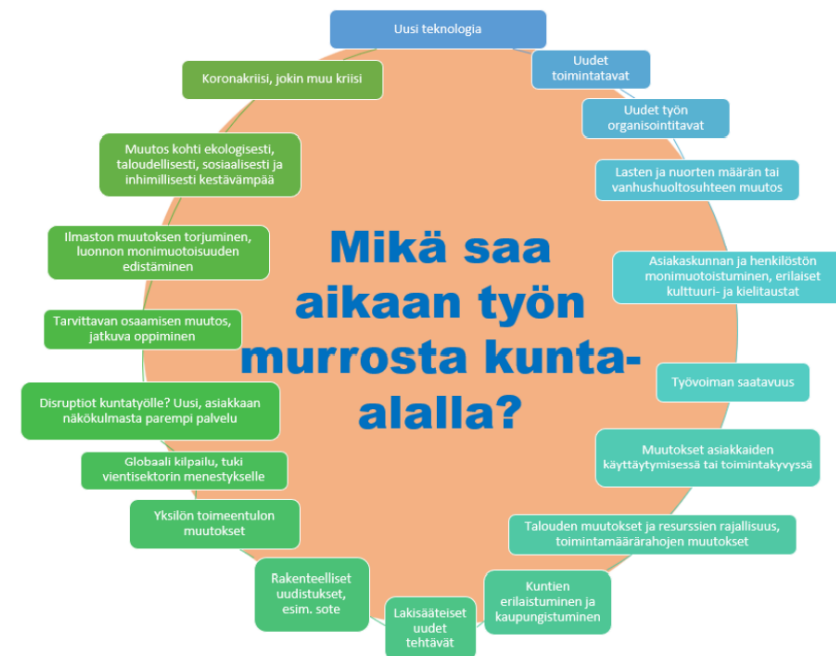 Uusi teknologia
Uudet
toimintatavat
Uudet työn
organisointitavat
Lasten ja nuorten määrän tai
vanhushuoltosuhteen muutos
Asiakaskunnan ja henkilöstön
monimuotoistuminen, erilaiset
kulttuuri- ja kielitaustat
Työvoiman saatavuus
Muutokset asiakkaiden
käyttäytymisessä tai toimintakyvyssä
Talouden muutokset ja resurssien rajallisuus,
toimintamäärärahojen muutokset
Kuntien
erilaistuminen ja
kaupungistuminen
Lakisääteiset
uudet
tehtävät
Rakenteelliset
uudistukset,
esim. sote
Yksilön toimeentulon
muutokset
Globaali kilpailu, tuki
vientisektorin menestykselle
Disruptiot kuntatyölle? Uusi, asiakkaan
näkökulmasta parempi palvelu
Tarvittavan osaamisen muutos,
jatkuva oppiminen
Ilmaston muutoksen torjuminen,
luonnon monimuotoisuuden
edistäminen
Muutos kohti ekologisesti,
taloudellisesti, sosiaalisesti ja
inhimillisesti kestävämpää
Koronakriisi, jokin muu kriisi
Mikä saa
aikaan työn
murrosta kunta-
alalla?